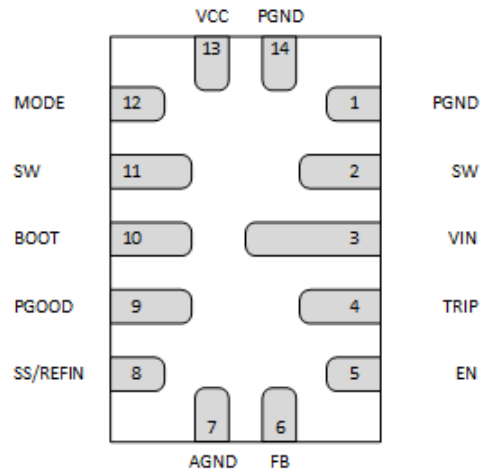 VCC PGND
13 14
MODE 12 1 PGND
SW 11 2 SW
BOOT 10 3 VIN
PGOOD 9 4 TRIP
SS/REFIN 8 5 EN
7 6
AGND FB